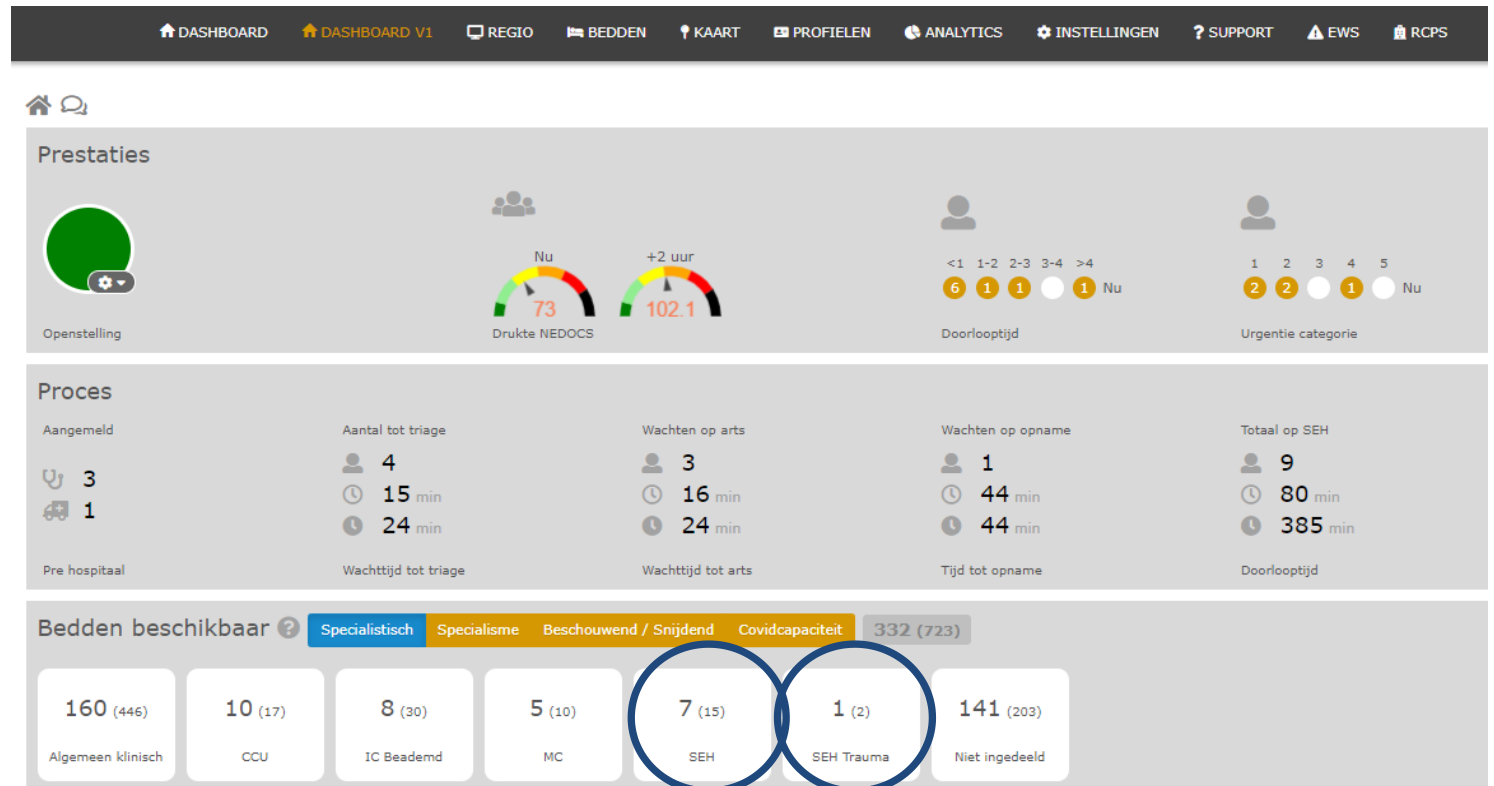 DASHBOARD DASHBOARD V1 REGIO BEDDEN KAART PROFIELEN ANALYTICS INSTELLINGEN ? SUPPORT EWS RCPS
Prestaties
Nu +2 uur
<1 1-2 2-3 3-4 >4
1 2 3 4 5
6 1 1 1 Nu
2 2 1 Nu
73 102.1
Openstelling Drukte NEDOCS Doorlooptijd Urgentie categorie
Proces
Aangemeld Aantal tot triage Wachten op arts Wachten op opname Totaal op SEH
4 3 1 9
3
15 min 16 min 44 min 80 min
1
24 min 24 min 44 min 385 min
Pre hospitaal Wachttijd tot triage Wachttijd tot arts Tijd tot opname Doorlooptijd
Bedden beschikbaar ? Specialistisch Specialisme Beschouwend / Snijdend Covidcapaciteit 332 (723)
160 (446) 10 (17) 8 (30) 5 (10) 7 (15) 1 (2) 141 (203)
Algemeen klinisch CCU IC Beademd MC SEH SEH Trauma Niet ingedeeld